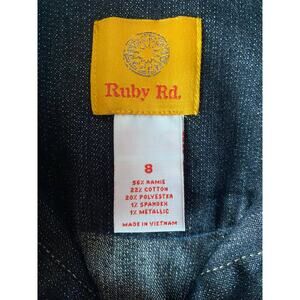 Ruby Rd.
8
56% RAMIE
22% COTTON
20% POLYESTER
1% SPANDEX
1% METALLIC
MADE IN VIETNAM